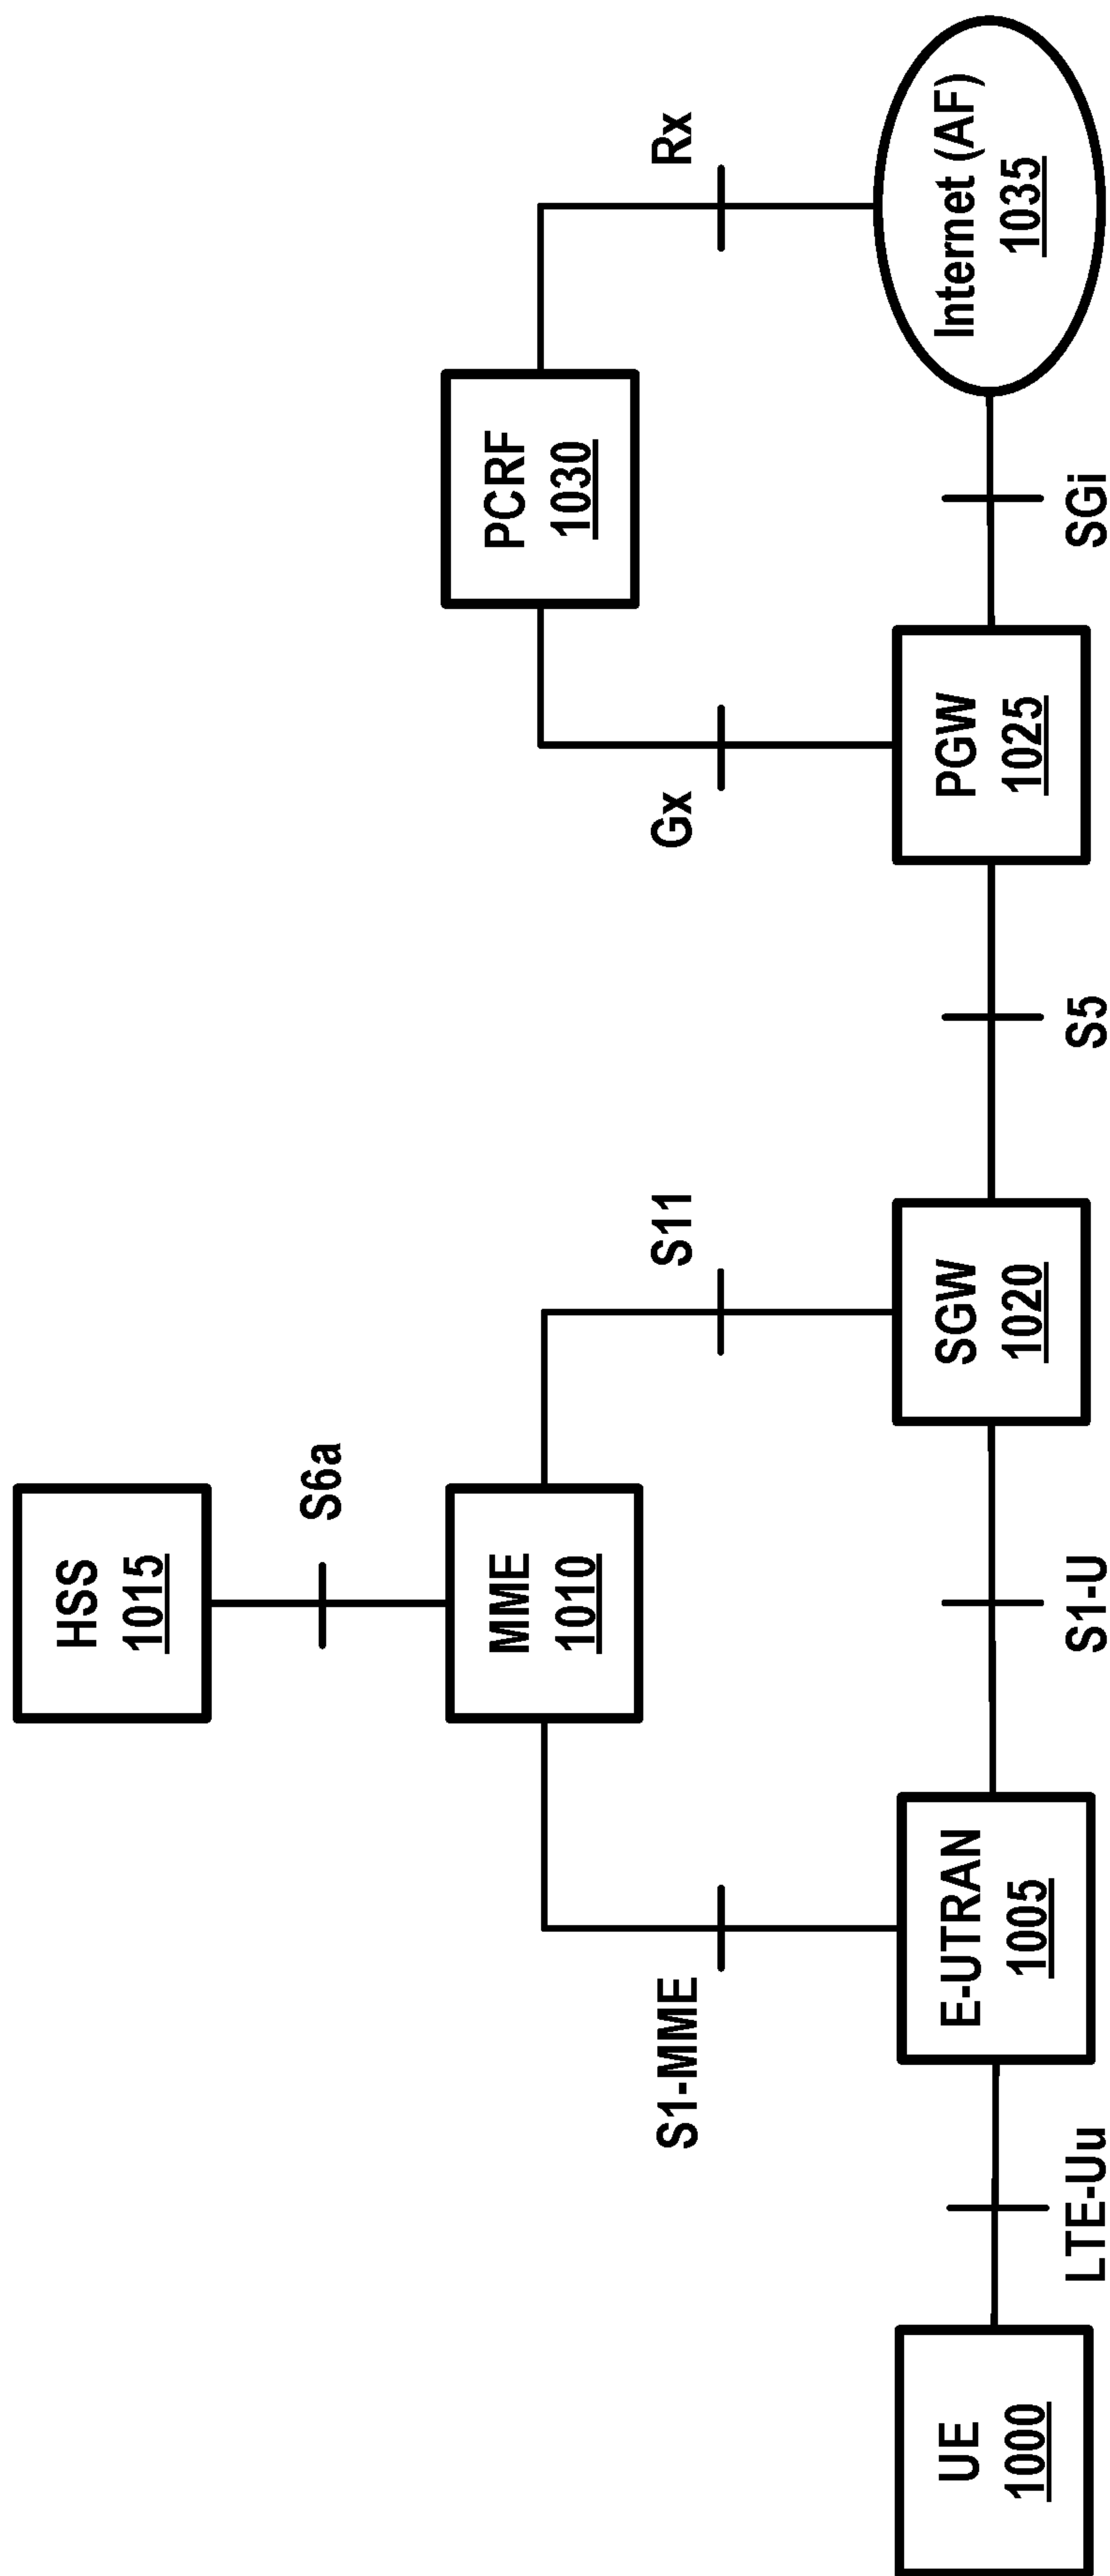 HSS
1015
S6a
MME
1010
PCRF
1030
S1-MME
S11
Gx
Rx
UE
1000
E-UTRAN
1005
SGW
1020
PGW
1025
Internet (AF)
1035
LTE-Uu
S1-U
S5
SGi